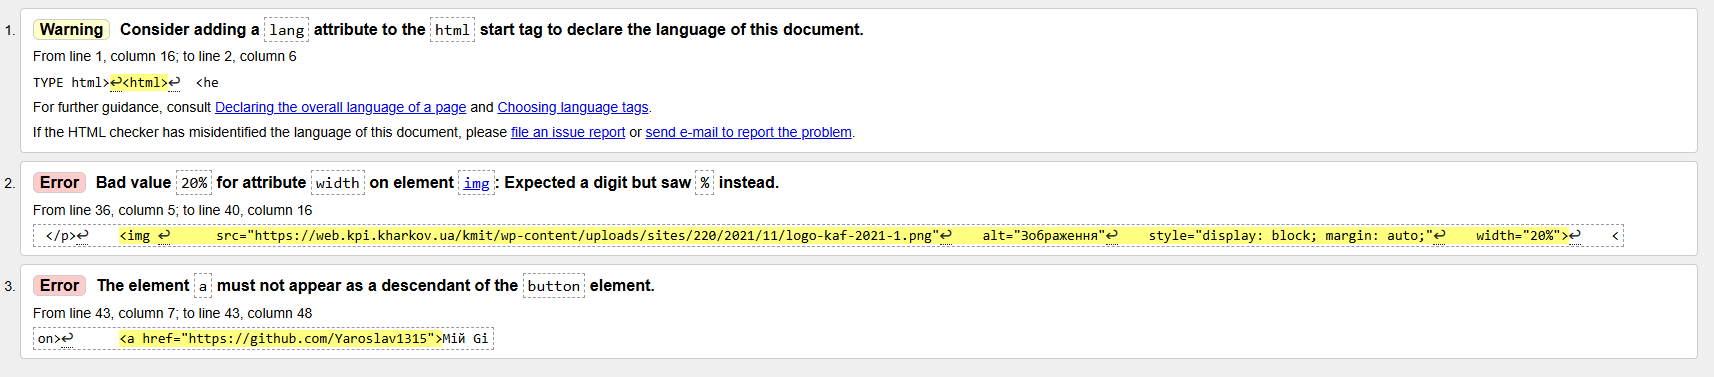 1. Warning Consider adding a lang attribute to the html start tag to declare the language of this document.
From line 1, column 16; to line 2, column 6
TYPE html>↩<html>↩  <he
For further guidance, consult Declaring the overall language of a page and Choosing language tags.
If the HTML checker has misidentified the language of this document, please file an issue report or send e-mail to report the problem.
2. Error Bad value 20% for attribute width on element img: Expected a digit but saw % instead.
From line 36, column 5; to line 40, column 16
</p>↩    <img ↩      src="https://web.kpi.kharkov.ua/kmit/wp-content/uploads/sites/220/2021/11/logo-kaf-2021-1.png"↩    alt="Зображення"↩    style="display: block; margin: auto;"↩    width="20%">↩    <
3. Error The element a must not appear as a descendant of the button element.
From line 43, column 7; to line 43, column 48
on>↩      <a href="https://github.com/Yaroslav1315">Мій Gi